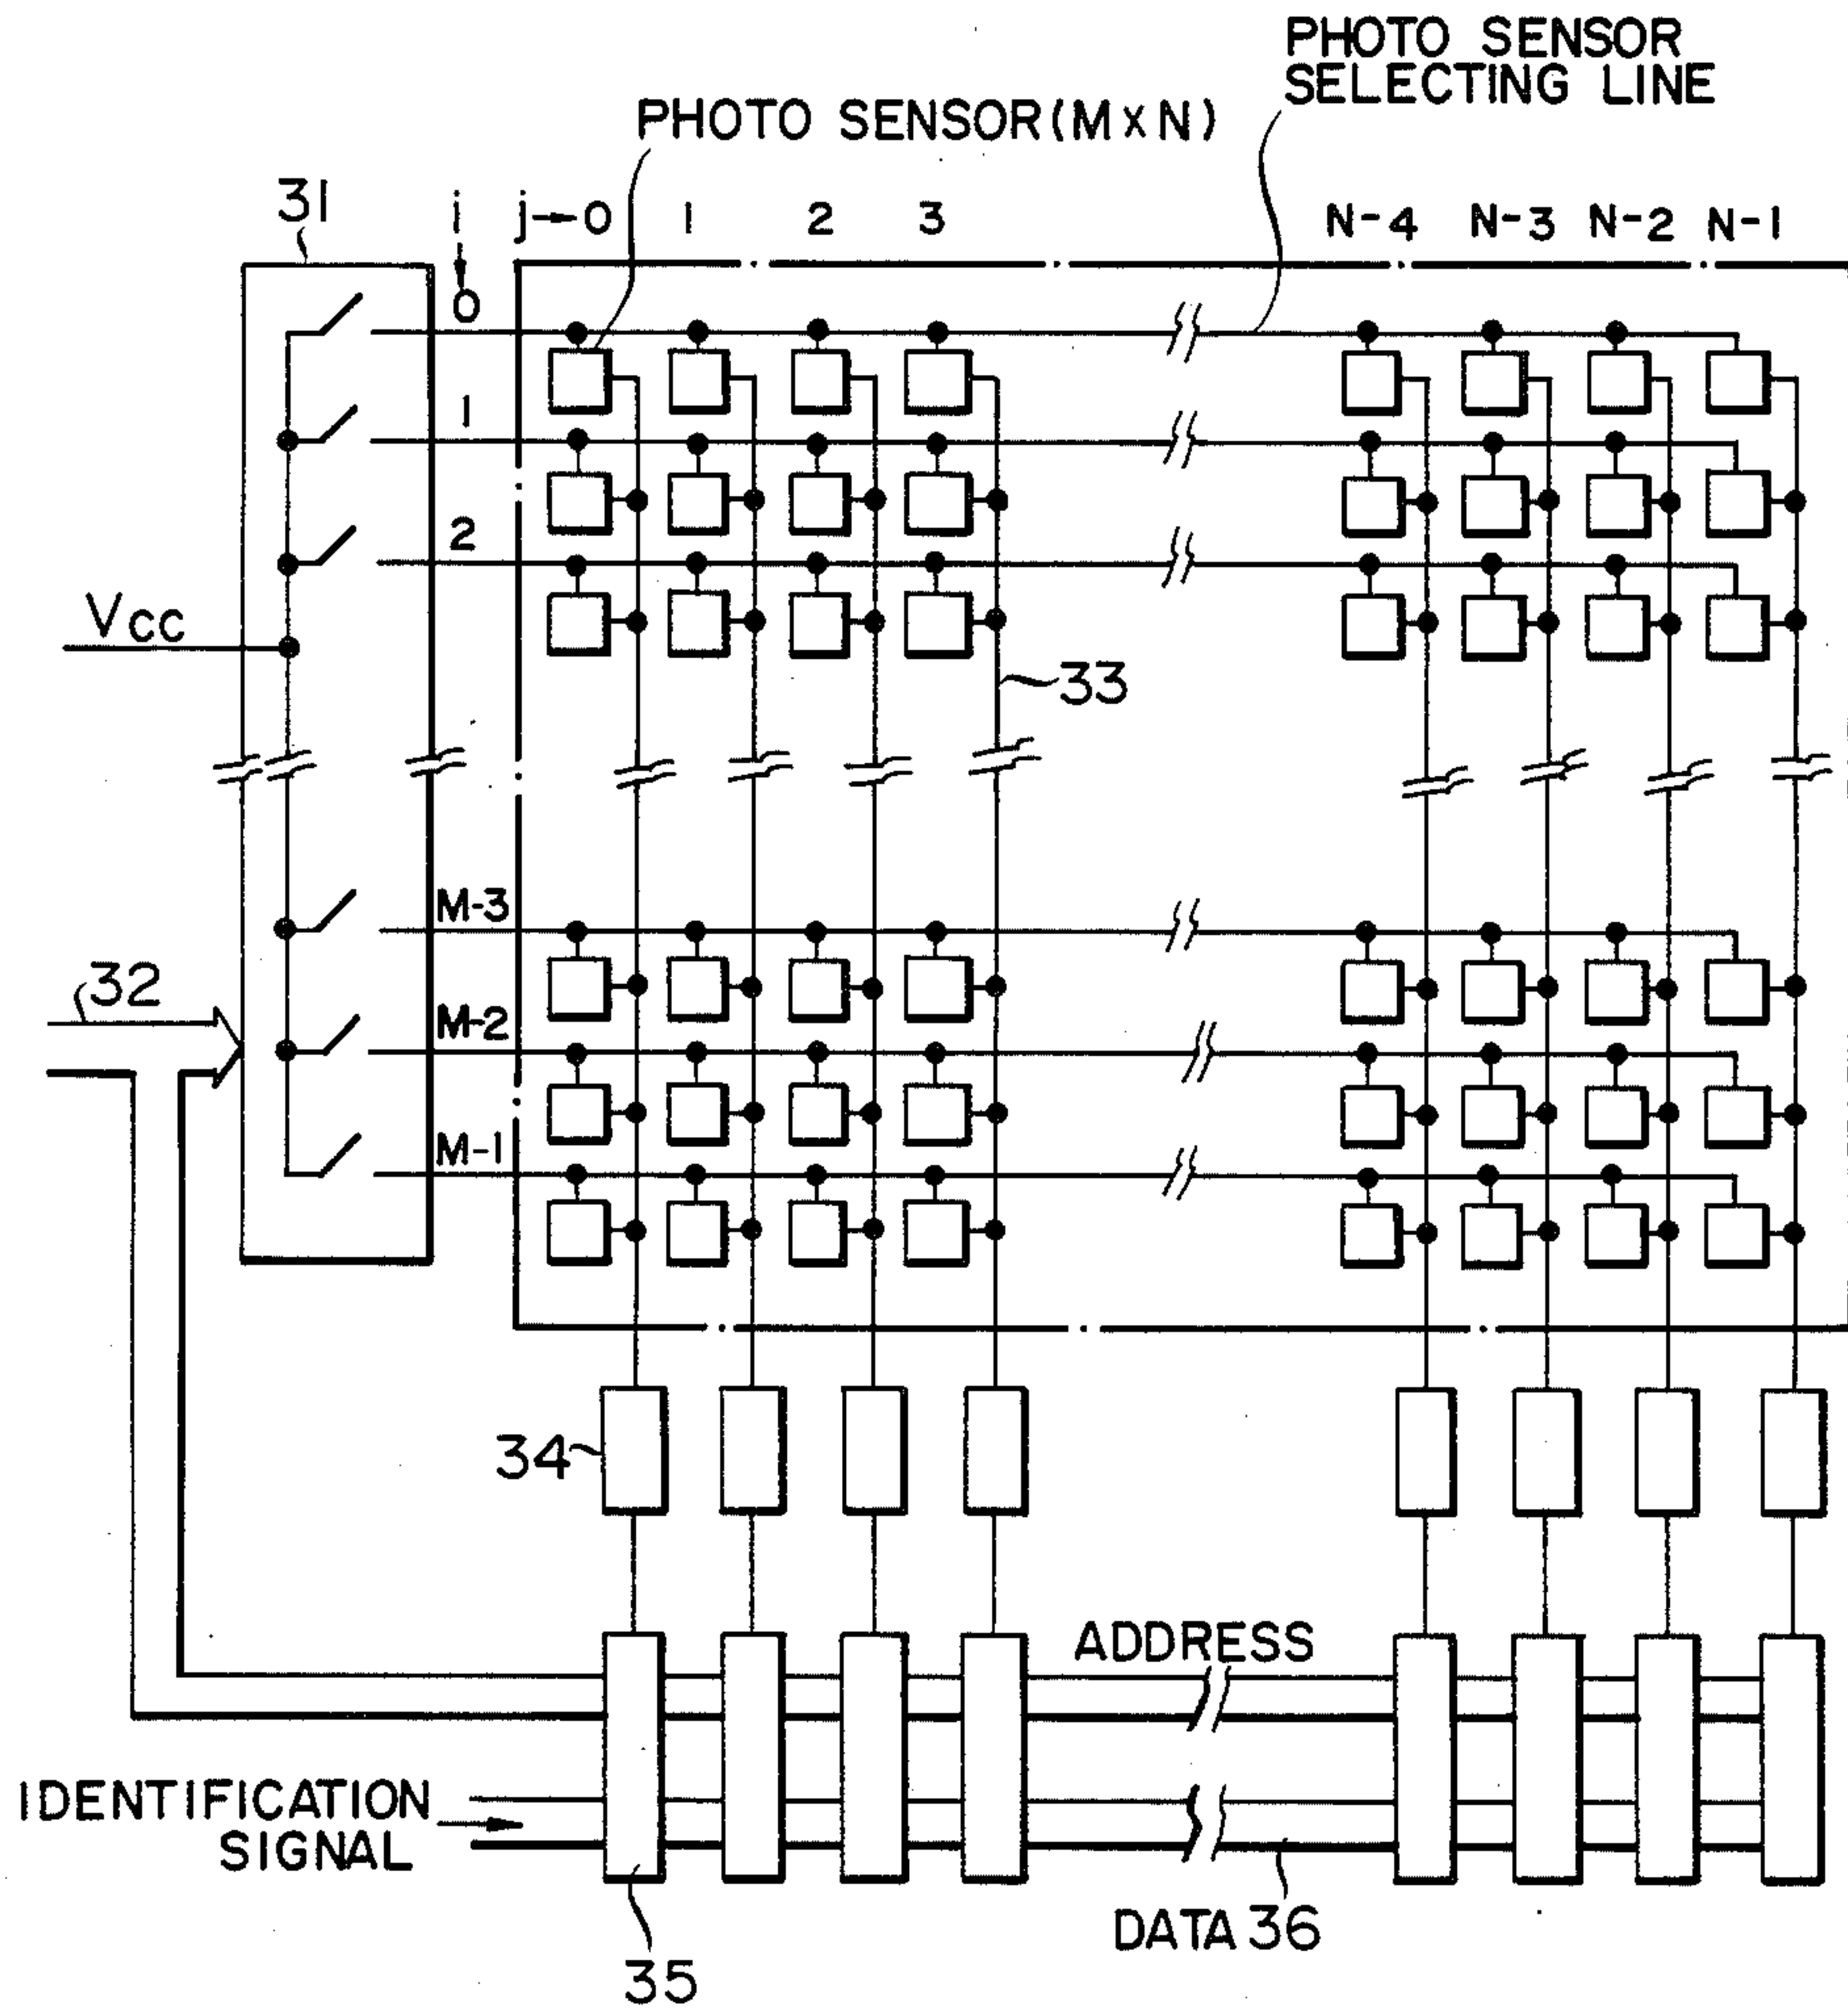 PHOTO SENSOR
SELECTING LINE
PHOTO SENSOR(M×N)
31
i
j→0 1 2 3 N-4 N-3 N-2 N-1
0
1
2
Vcc
33
M-3
32
M-2
M-1
34
ADDRESS
IDENTIFICATION
SIGNAL
DATA 36
35